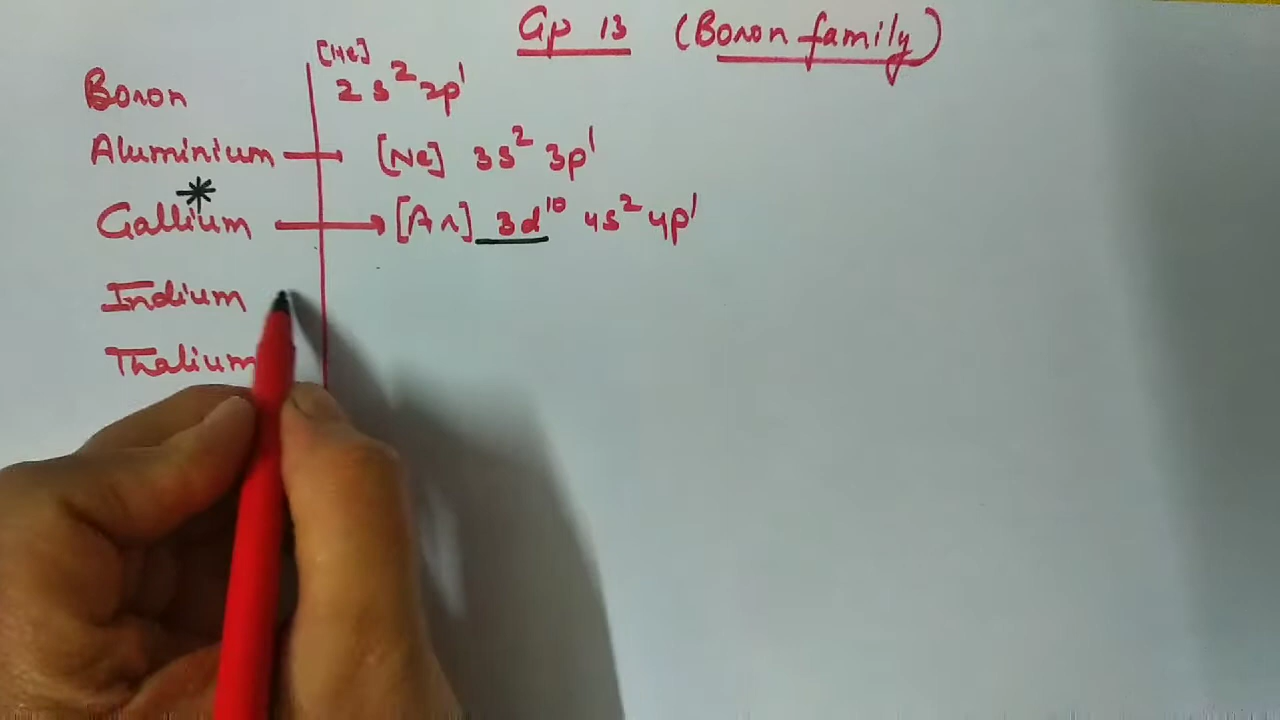 Gp 13 (Boron family)
Boron [He] 2s² 2p¹
Aluminium [Ne] 3s² 3p¹
Gallium [Ar] 3d¹⁰ 4s² 4p¹
Indium
Thalium